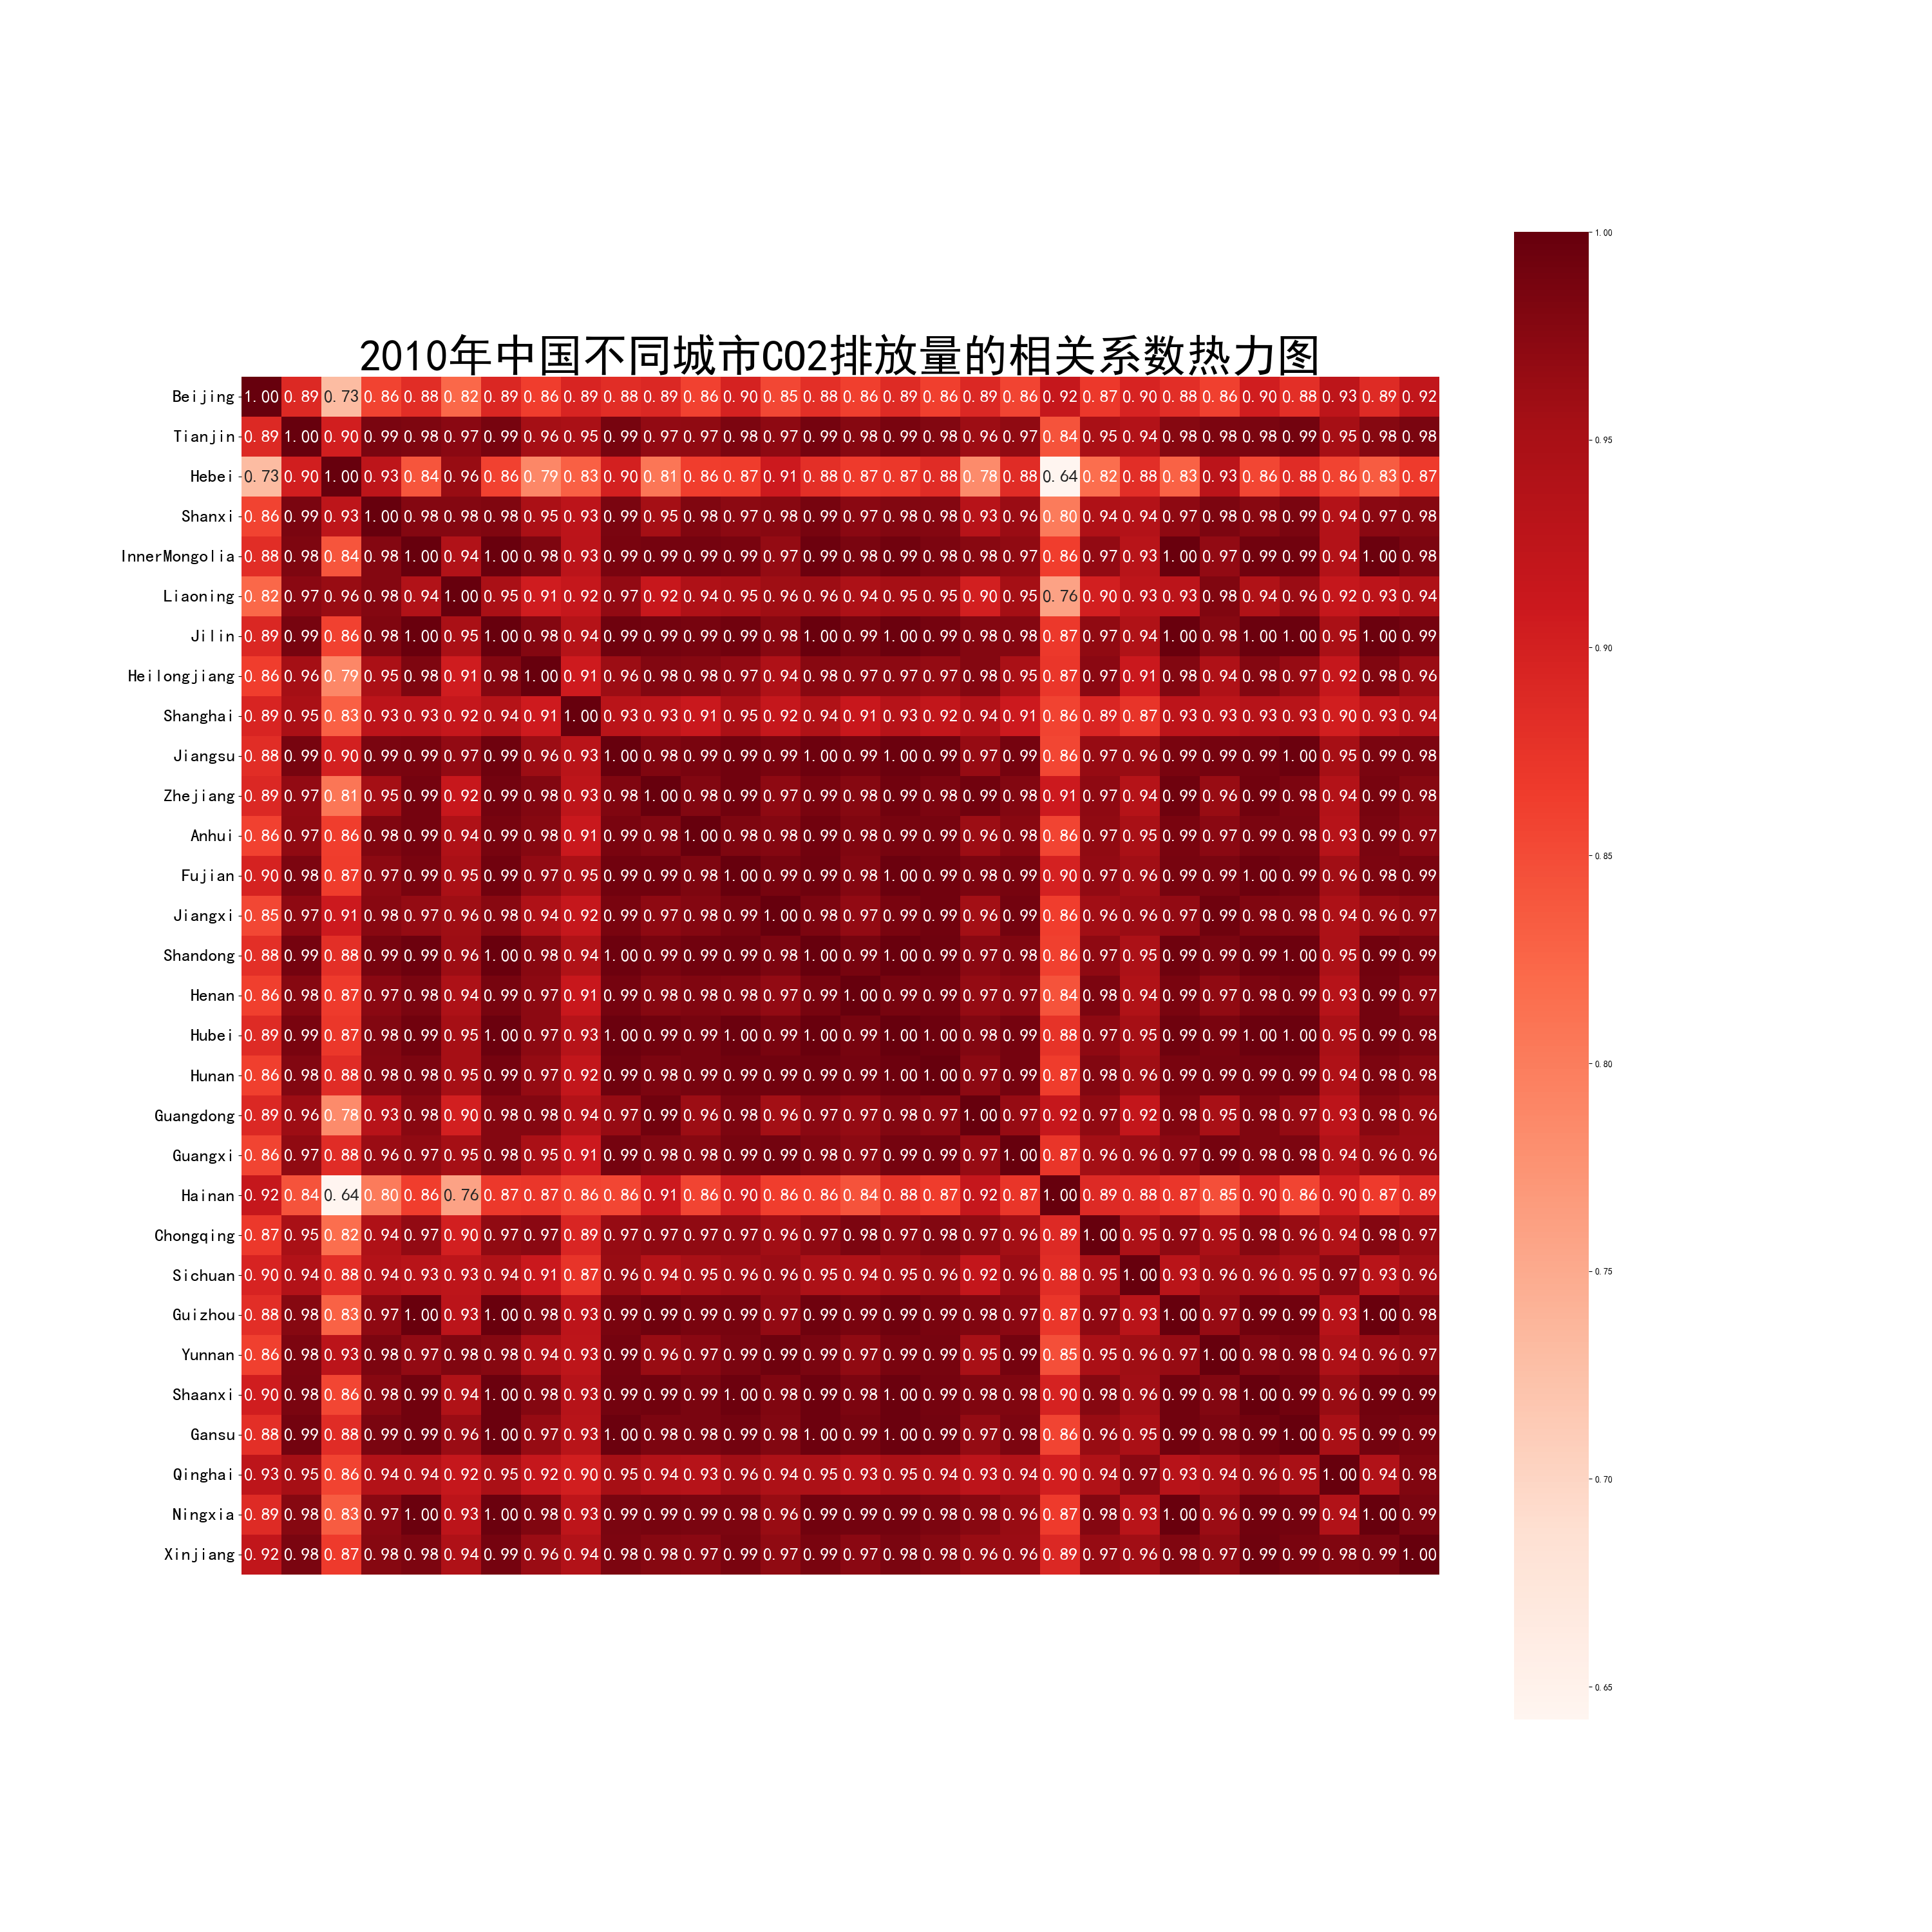 2010年中国不同城市CO2排放量的相关系数热力图
Beijing 1.00 0.89 0.73 0.86 0.88 0.82 0.89 0.86 0.89 0.88 0.89 0.86 0.90 0.85 0.88 0.86 0.89 0.86 0.89 0.86 0.92 0.87 0.90 0.88 0.86 0.90 0.88 0.93 0.89 0.92
Tianjin 0.89 1.00 0.90 0.99 0.98 0.97 0.99 0.96 0.95 0.99 0.97 0.97 0.98 0.97 0.99 0.98 0.99 0.98 0.96 0.97 0.84 0.95 0.94 0.98 0.98 0.98 0.99 0.95 0.98 0.98
Hebei 0.73 0.90 1.00 0.93 0.84 0.96 0.86 0.79 0.83 0.90 0.81 0.86 0.87 0.91 0.88 0.87 0.87 0.88 0.78 0.88 0.64 0.82 0.88 0.83 0.93 0.86 0.88 0.86 0.83 0.87
Shanxi 0.86 0.99 0.93 1.00 0.98 0.98 0.98 0.95 0.93 0.99 0.95 0.98 0.97 0.98 0.99 0.97 0.98 0.98 0.93 0.96 0.80 0.94 0.94 0.97 0.98 0.98 0.99 0.94 0.97 0.98
InnerMongolia 0.88 0.98 0.84 0.98 1.00 0.94 1.00 0.98 0.93 0.99 0.99 0.99 0.99 0.97 0.99 0.98 0.99 0.98 0.98 0.97 0.86 0.97 0.93 1.00 0.97 0.99 0.99 0.94 1.00 0.98
Liaoning 0.82 0.97 0.96 0.98 0.94 1.00 0.95 0.91 0.92 0.97 0.92 0.94 0.95 0.96 0.96 0.94 0.95 0.95 0.90 0.95 0.76 0.90 0.93 0.93 0.98 0.94 0.96 0.92 0.93 0.94
Jilin 0.89 0.99 0.86 0.98 1.00 0.95 1.00 0.98 0.94 0.99 0.99 0.99 0.99 0.98 1.00 0.99 1.00 0.99 0.98 0.98 0.87 0.97 0.94 1.00 0.98 1.00 1.00 0.95 1.00 0.99
Heilongjiang 0.86 0.96 0.79 0.95 0.98 0.91 0.98 1.00 0.91 0.96 0.98 0.98 0.97 0.94 0.98 0.97 0.97 0.97 0.98 0.95 0.87 0.97 0.91 0.98 0.94 0.98 0.97 0.92 0.98 0.96
Shanghai 0.89 0.95 0.83 0.93 0.93 0.92 0.94 0.91 1.00 0.93 0.93 0.91 0.95 0.92 0.94 0.91 0.93 0.92 0.94 0.91 0.86 0.89 0.87 0.93 0.93 0.93 0.93 0.90 0.93 0.94
Jiangsu 0.88 0.99 0.90 0.99 0.99 0.97 0.99 0.96 0.93 1.00 0.98 0.99 0.99 0.99 1.00 0.99 1.00 0.99 0.97 0.99 0.86 0.97 0.96 0.99 0.99 0.99 1.00 0.95 0.99 0.98
Zhejiang 0.89 0.97 0.81 0.95 0.99 0.92 0.99 0.98 0.93 0.98 1.00 0.98 0.99 0.97 0.99 0.98 0.99 0.98 0.99 0.98 0.91 0.97 0.94 0.99 0.96 0.99 0.98 0.94 0.99 0.98
Anhui 0.86 0.97 0.86 0.98 0.99 0.94 0.99 0.98 0.91 0.99 0.98 1.00 0.98 0.98 0.99 0.98 0.99 0.99 0.96 0.98 0.86 0.97 0.95 0.99 0.97 0.99 0.98 0.93 0.99 0.97
Fujian 0.90 0.98 0.87 0.97 0.99 0.95 0.99 0.97 0.95 0.99 0.99 0.98 1.00 0.99 0.99 0.98 1.00 0.99 0.98 0.99 0.90 0.97 0.96 0.99 0.99 1.00 0.99 0.96 0.98 0.99
Jiangxi 0.85 0.97 0.91 0.98 0.97 0.96 0.98 0.94 0.92 0.99 0.97 0.98 0.99 1.00 0.98 0.97 0.99 0.99 0.96 0.99 0.86 0.96 0.96 0.97 0.99 0.98 0.98 0.94 0.96 0.97
Shandong 0.88 0.99 0.88 0.99 0.99 0.96 1.00 0.98 0.94 1.00 0.99 0.99 0.99 0.98 1.00 0.99 1.00 0.99 0.97 0.98 0.86 0.97 0.95 0.99 0.99 0.99 1.00 0.95 0.99 0.99
Henan 0.86 0.98 0.87 0.97 0.98 0.94 0.99 0.97 0.91 0.99 0.98 0.98 0.98 0.97 0.99 1.00 0.99 0.99 0.97 0.97 0.84 0.98 0.94 0.99 0.97 0.98 0.99 0.93 0.99 0.97
Hubei 0.89 0.99 0.87 0.98 0.99 0.95 1.00 0.97 0.93 1.00 0.99 0.99 1.00 0.99 1.00 0.99 1.00 1.00 0.98 0.99 0.88 0.97 0.95 0.99 0.99 1.00 1.00 0.95 0.99 0.98
Hunan 0.86 0.98 0.88 0.98 0.98 0.95 0.99 0.97 0.92 0.99 0.98 0.99 0.99 0.99 0.99 0.99 1.00 1.00 0.97 0.99 0.87 0.98 0.96 0.99 0.99 0.99 0.99 0.94 0.98 0.98
Guangdong 0.89 0.96 0.78 0.93 0.98 0.90 0.98 0.98 0.94 0.97 0.99 0.96 0.98 0.96 0.97 0.97 0.98 0.97 1.00 0.97 0.92 0.97 0.92 0.98 0.95 0.98 0.97 0.93 0.98 0.96
Guangxi 0.86 0.97 0.88 0.96 0.97 0.95 0.98 0.95 0.91 0.99 0.98 0.98 0.99 0.99 0.98 0.97 0.99 0.99 0.97 1.00 0.87 0.96 0.96 0.97 0.99 0.98 0.98 0.94 0.96 0.96
Hainan 0.92 0.84 0.64 0.80 0.86 0.76 0.87 0.87 0.86 0.86 0.91 0.86 0.90 0.86 0.86 0.84 0.88 0.87 0.92 0.87 1.00 0.89 0.88 0.87 0.85 0.90 0.86 0.90 0.87 0.89
Chongqing 0.87 0.95 0.82 0.94 0.97 0.90 0.97 0.97 0.89 0.97 0.97 0.97 0.97 0.96 0.97 0.98 0.97 0.98 0.97 0.96 0.89 1.00 0.95 0.97 0.95 0.98 0.96 0.94 0.98 0.97
Sichuan 0.90 0.94 0.88 0.94 0.93 0.93 0.94 0.91 0.87 0.96 0.94 0.95 0.96 0.96 0.95 0.94 0.95 0.96 0.92 0.96 0.88 0.95 1.00 0.93 0.96 0.96 0.95 0.97 0.93 0.96
Guizhou 0.88 0.98 0.83 0.97 1.00 0.93 1.00 0.98 0.93 0.99 0.99 0.99 0.99 0.97 0.99 0.99 0.99 0.99 0.98 0.97 0.87 0.97 0.93 1.00 0.97 0.99 0.99 0.93 1.00 0.98
Yunnan 0.86 0.98 0.93 0.98 0.97 0.98 0.98 0.94 0.93 0.99 0.96 0.97 0.99 0.99 0.99 0.97 0.99 0.99 0.95 0.99 0.85 0.95 0.96 0.97 1.00 0.98 0.98 0.94 0.96 0.97
Shaanxi 0.90 0.98 0.86 0.98 0.99 0.94 1.00 0.98 0.93 0.99 0.99 0.99 1.00 0.98 0.99 0.98 1.00 0.99 0.98 0.98 0.90 0.98 0.96 0.99 0.98 1.00 0.99 0.96 0.99 0.99
Gansu 0.88 0.99 0.88 0.99 0.99 0.96 1.00 0.97 0.93 1.00 0.98 0.98 0.99 0.98 1.00 0.99 1.00 0.99 0.97 0.98 0.86 0.96 0.95 0.99 0.98 0.99 1.00 0.95 0.99 0.99
Qinghai 0.93 0.95 0.86 0.94 0.94 0.92 0.95 0.92 0.90 0.95 0.94 0.93 0.96 0.94 0.95 0.93 0.95 0.94 0.93 0.94 0.90 0.94 0.97 0.93 0.94 0.96 0.95 1.00 0.94 0.98
Ningxia 0.89 0.98 0.83 0.97 1.00 0.93 1.00 0.98 0.93 0.99 0.99 0.99 0.98 0.96 0.99 0.99 0.99 0.98 0.98 0.96 0.87 0.98 0.93 1.00 0.96 0.99 0.99 0.94 1.00 0.99
Xinjiang 0.92 0.98 0.87 0.98 0.98 0.94 0.99 0.96 0.94 0.98 0.98 0.97 0.99 0.97 0.99 0.97 0.98 0.98 0.96 0.96 0.89 0.97 0.96 0.98 0.97 0.99 0.99 0.98 0.99 1.00
1.00
0.95
0.90
0.85
0.80
0.75
0.70
0.65